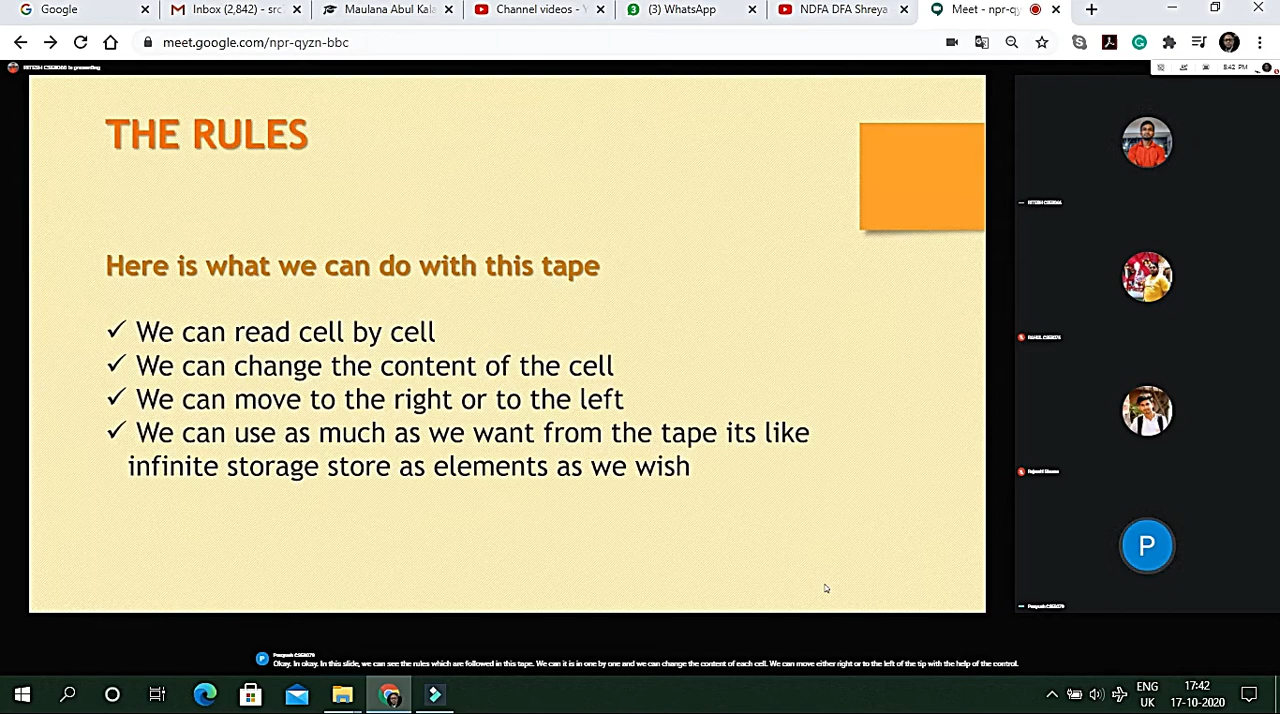 Google
Inbox (2,842) - src
Maulana Abul Kala
Channel videos - Y
(3) WhatsApp
NDFA DFA Shreya
Meet - npr-qy
meet.google.com/npr-qyzn-bbc
RITESH CSE8066 is presenting
8:42 PM
THE RULES
Here is what we can do with this tape
✓ We can read cell by cell
✓ We can change the content of the cell
✓ We can move to the right or to the left
✓ We can use as much as we want from the tape its like
infinite storage store as elements as we wish
P
Okay. In okay. In this slide, we can see the rules which are followed in this tape. We can it is in one by one and we can change the content of each cell. We can move either right or to the left of the tip with the help of the control.
P
ENG
UK
17:42
17-10-2020